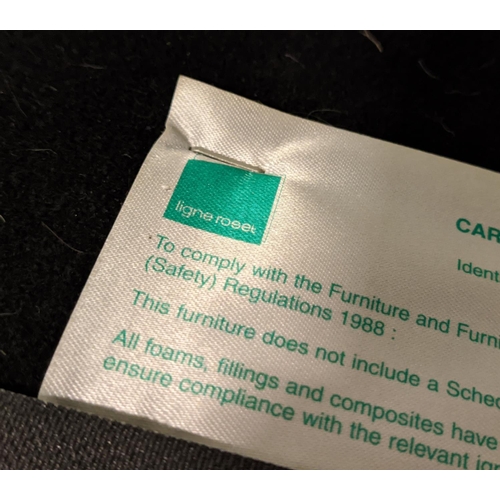 ligne roset
CAR
Ident
To comply with the Furniture and Furni
(Safety) Regulations 1988 :
This furniture does not include a Sched
All foams, fillings and composites have
ensure compliance with the relevant ign